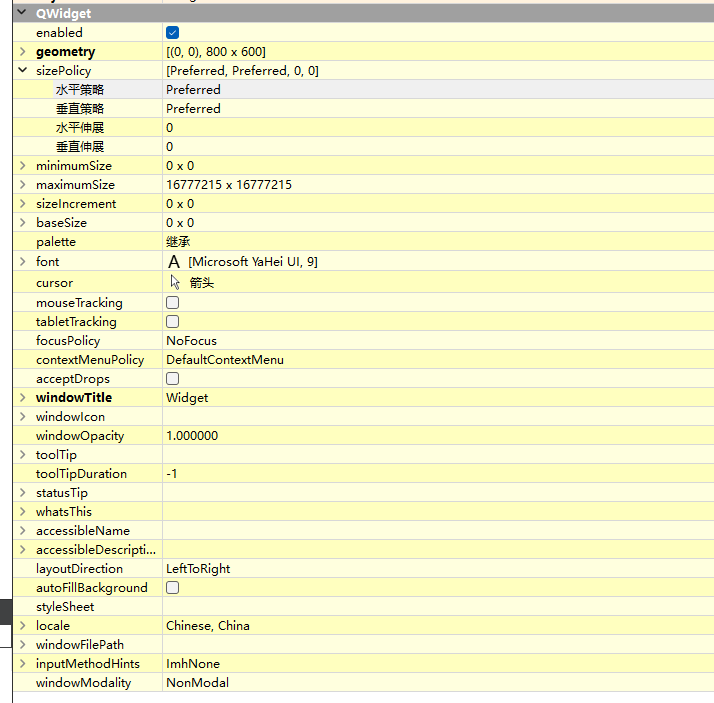 QWidget
enabled
geometry [(0, 0), 800 x 600]
sizePolicy [Preferred, Preferred, 0, 0]
水平策略 Preferred
垂直策略 Preferred
水平伸展 0
垂直伸展 0
minimumSize 0 x 0
maximumSize 16777215 x 16777215
sizeIncrement 0 x 0
baseSize 0 x 0
palette 继承
font A [Microsoft YaHei UI, 9]
cursor 箭头
mouseTracking
tabletTracking
focusPolicy NoFocus
contextMenuPolicy DefaultContextMenu
acceptDrops
windowTitle Widget
windowIcon
windowOpacity 1.000000
toolTip
toolTipDuration -1
statusTip
whatsThis
accessibleName
accessibleDescripti...
layoutDirection LeftToRight
autoFillBackground
styleSheet
locale Chinese, China
windowFilePath
inputMethodHints ImhNone
windowModality NonModal